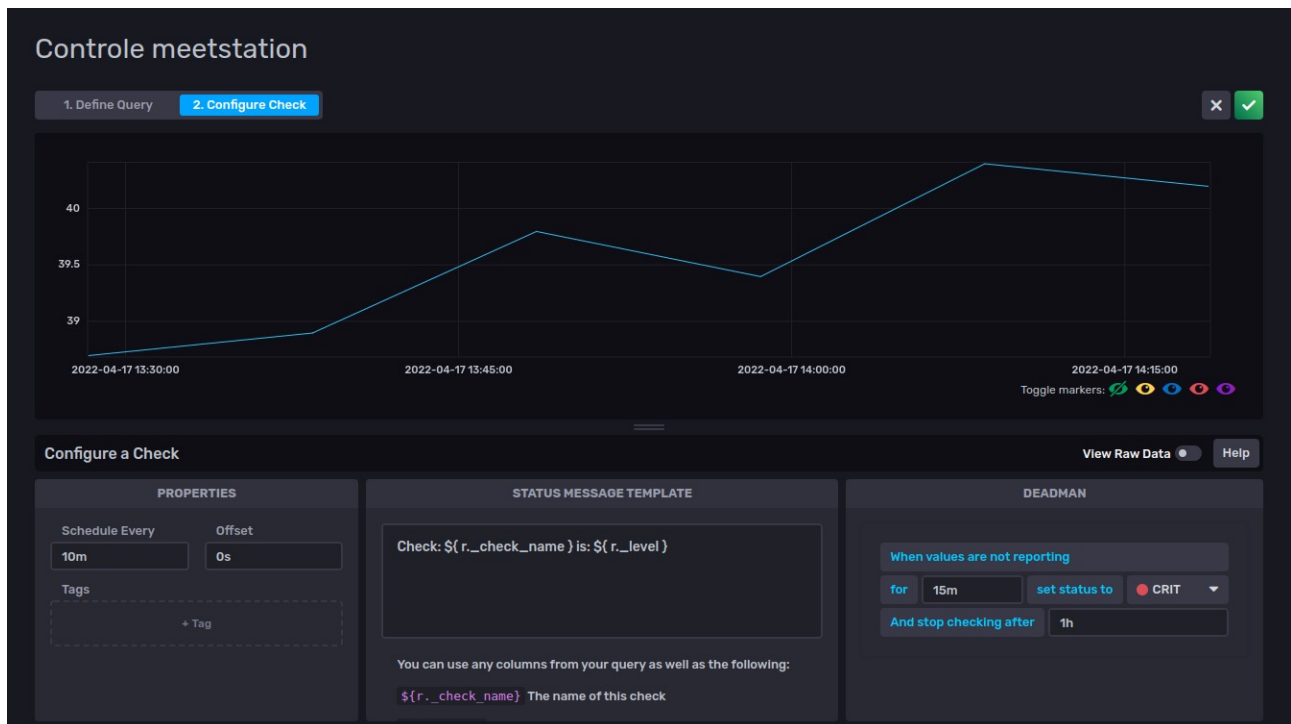 Controle meetstation
1. Define Query
2. Configure Check
40
39.5
39
2022-04-17 13:30:00
2022-04-17 13:45:00
2022-04-17 14:00:00
2022-04-17 14:15:00
Toggle markers:
Configure a Check
View Raw Data
Help
PROPERTIES
Schedule Every
Offset
10m
0s
Tags
+ Tag
STATUS MESSAGE TEMPLATE
Check: ${ r._check_name } is: ${ r._level }
You can use any columns from your query as well as the following:
${r._check_name} The name of this check
DEADMAN
When values are not reporting
for 15m set status to CRIT
And stop checking after 1h